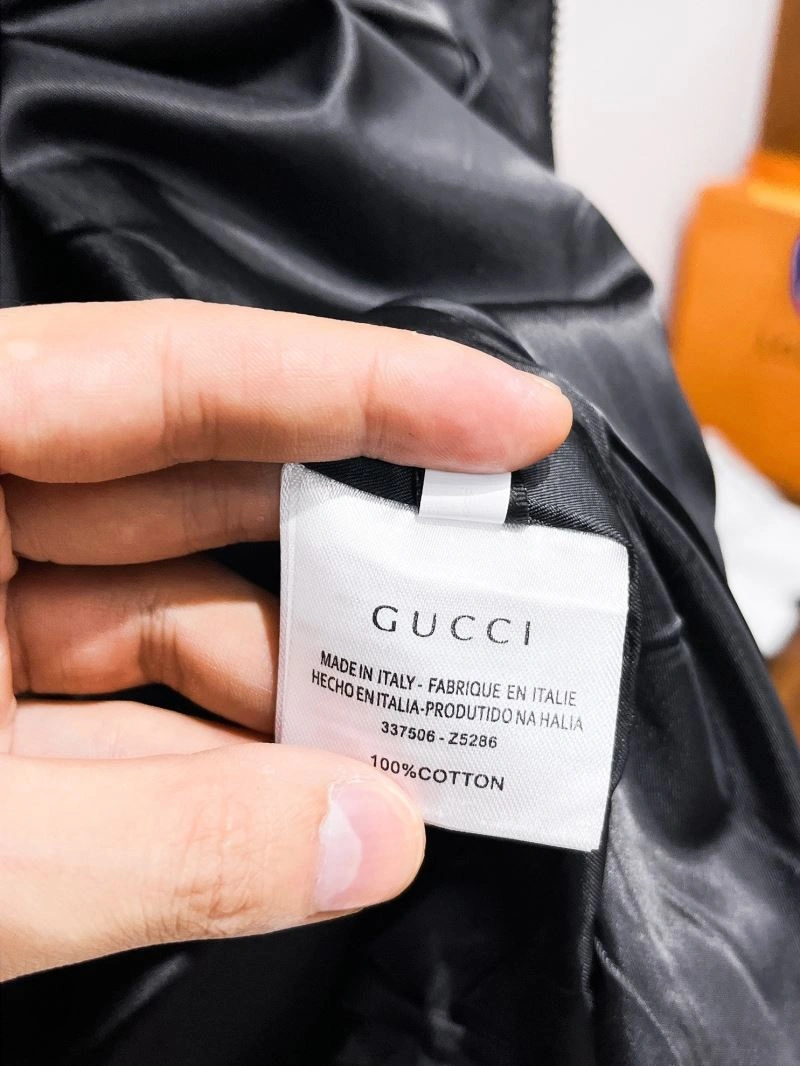 GUCCI
MADE IN ITALY - FABRIQUE EN ITALIE
HECHO EN ITALIA-PRODUTIDO NA HALIA
337506 - Z5286
100%COTTON